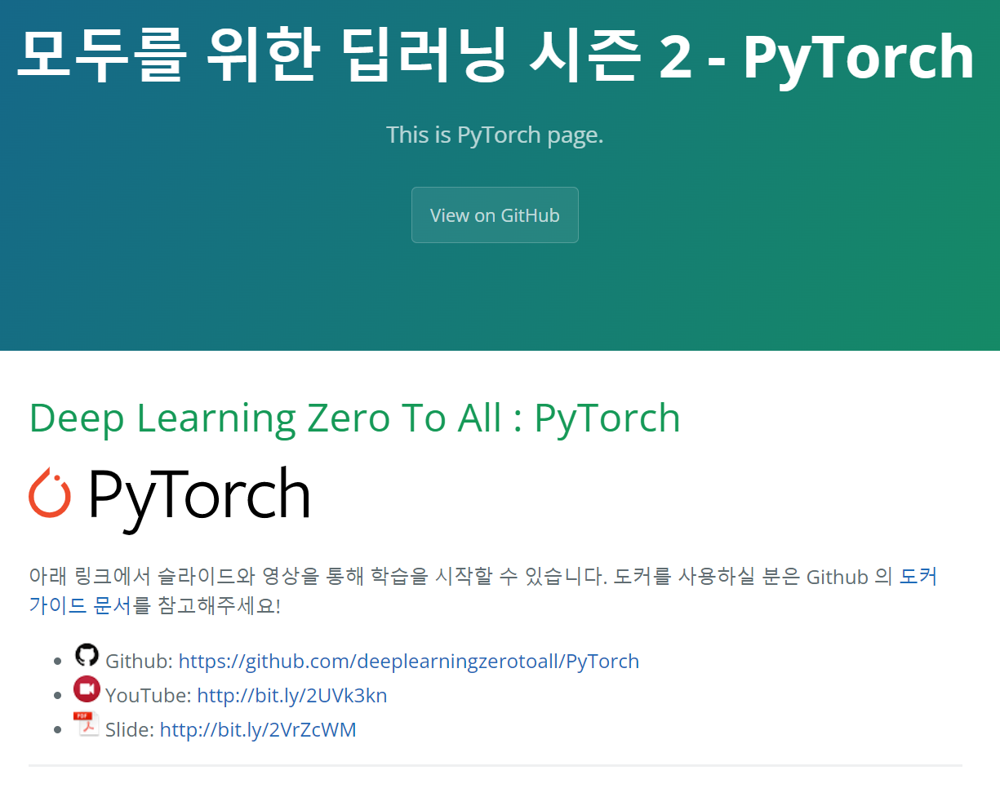 모두를 위한 딥러닝 시즌 2 - PyTorch
This is PyTorch page.
View on GitHub
Deep Learning Zero To All : PyTorch
PyTorch
아래 링크에서 슬라이드와 영상을 통해 학습을 시작할 수 있습니다. 도커를 사용하실 분은 Github 의 도커
가이드 문서를 참고해주세요!
Github: https://github.com/deeplearningzerotoall/PyTorch
YouTube: http://bit.ly/2UVk3kn
PDF Slide: http://bit.ly/2VrZcWM